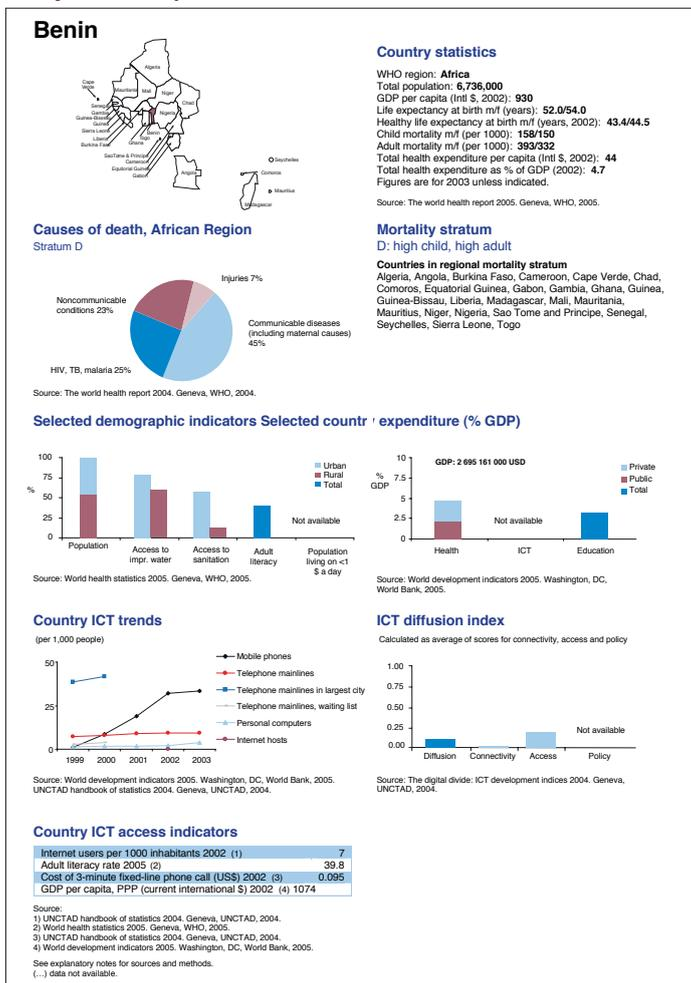 Benin
Algeria
Cape
Verde
Mauritania
Mali
Niger
Chad
Senegal
Gambia
Guinea-Bissau
Guinea
Nigeria
Sierra Leone
Liberia
Burkina Faso
Benin
Togo
Ghana
SaoTome & Principe
Cameroon
Equitorial Guinea
Gabon
Angola
Seychelles
Comoros
Mauritius
Madagascar
Country statistics
WHO region: Africa
Total population: 6,736,000
GDP per capita (Intl $, 2002): 930
Life expectancy at birth m/f (years): 52.0/54.0
Healthy life expectancy at birth m/f (years, 2002): 43.4/44.5
Child mortality m/f (per 1000): 158/150
Adult mortality m/f (per 1000): 393/332
Total health expenditure per capita (Intl $, 2002): 44
Total health expenditure as % of GDP (2002): 4.7
Figures are for 2003 unless indicated.
Source: The world health report 2005. Geneva, WHO, 2005.
Causes of death, African Region
Stratum D
Injuries 7%
Noncommunicable
conditions 23%
Communicable diseases
(including maternal causes)
45%
HIV, TB, malaria 25%
Source: The world health report 2004. Geneva, WHO, 2004.
Mortality stratum
D: high child, high adult
Countries in regional mortality stratum
Algeria, Angola, Burkina Faso, Cameroon, Cape Verde, Chad,
Comoros, Equatorial Guinea, Gabon, Gambia, Ghana, Guinea,
Guinea-Bissau, Liberia, Madagascar, Mali, Mauritania,
Mauritius, Niger, Nigeria, Sao Tome and Principe, Senegal,
Seychelles, Sierra Leone, Togo
Selected demographic indicators Selected country expenditure (% GDP)
100
75
50
25
0
%
Urban
Rural
Total
Not available
Population
Access to
impr. water
Access to
sanitation
Adult
literacy
Population
living on <1
$ a day
Source: World health statistics 2005. Geneva, WHO, 2005.
GDP: 2 695 161 000 USD
10
7.5
5
2.5
0
%
GDP
Private
Public
Total
Not available
Health
ICT
Education
Source: World development indicators 2005. Washington, DC,
World Bank, 2005.
Country ICT trends
(per 1,000 people)
50
25
0
1999 2000 2001 2002 2003
Mobile phones
Telephone mainlines
Telephone mainlines in largest city
Telephone mainlines, waiting list
Personal computers
Internet hosts
Source: World development indicators 2005. Washington, DC, World Bank, 2005.
UNCTAD handbook of statistics 2004. Geneva, UNCTAD, 2004.
ICT diffusion index
Calculated as average of scores for connectivity, access and policy
1.00
0.75
0.50
0.25
0.00
Not available
Diffusion Connectivity Access Policy
Source: The digital divide: ICT development indices 2004. Geneva,
UNCTAD, 2004.
Country ICT access indicators
Internet users per 1000 inhabitants 2002 (1) 7
Adult literacy rate 2005 (2) 39.8
Cost of 3-minute fixed-line phone call (US$) 2002 (3) 0.095
GDP per capita, PPP (current international $) 2002 (4) 1074
Source:
1) UNCTAD handbook of statistics 2004. Geneva, UNCTAD, 2004.
2) World health statistics 2005. Geneva, WHO, 2005.
3) UNCTAD handbook of statistics 2004. Geneva, UNCTAD, 2004.
4) World development indicators 2005. Washington, DC, World Bank, 2005.
See explanatory notes for sources and methods.
(...) data not available.